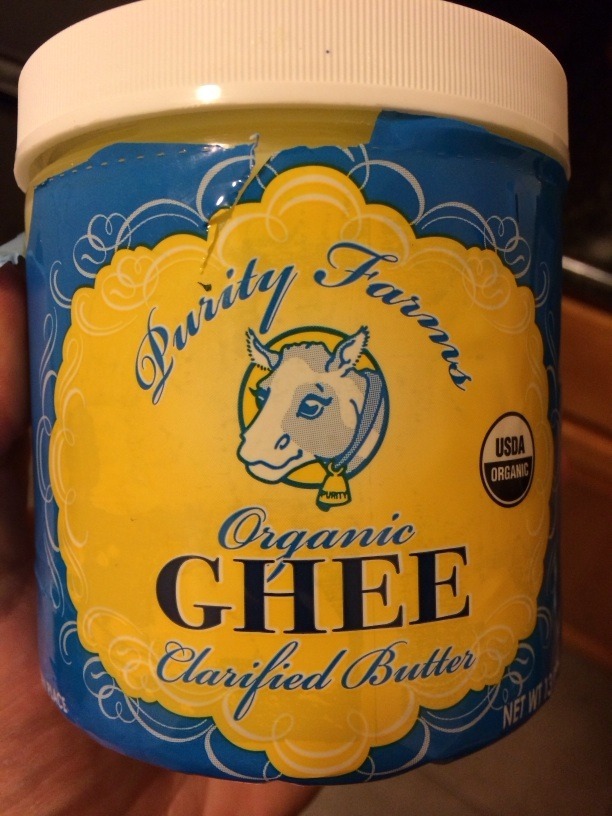 Purity Farms
USDA
ORGANIC
PURITY
Organic
GHEE
Clarified Butter
NET WT